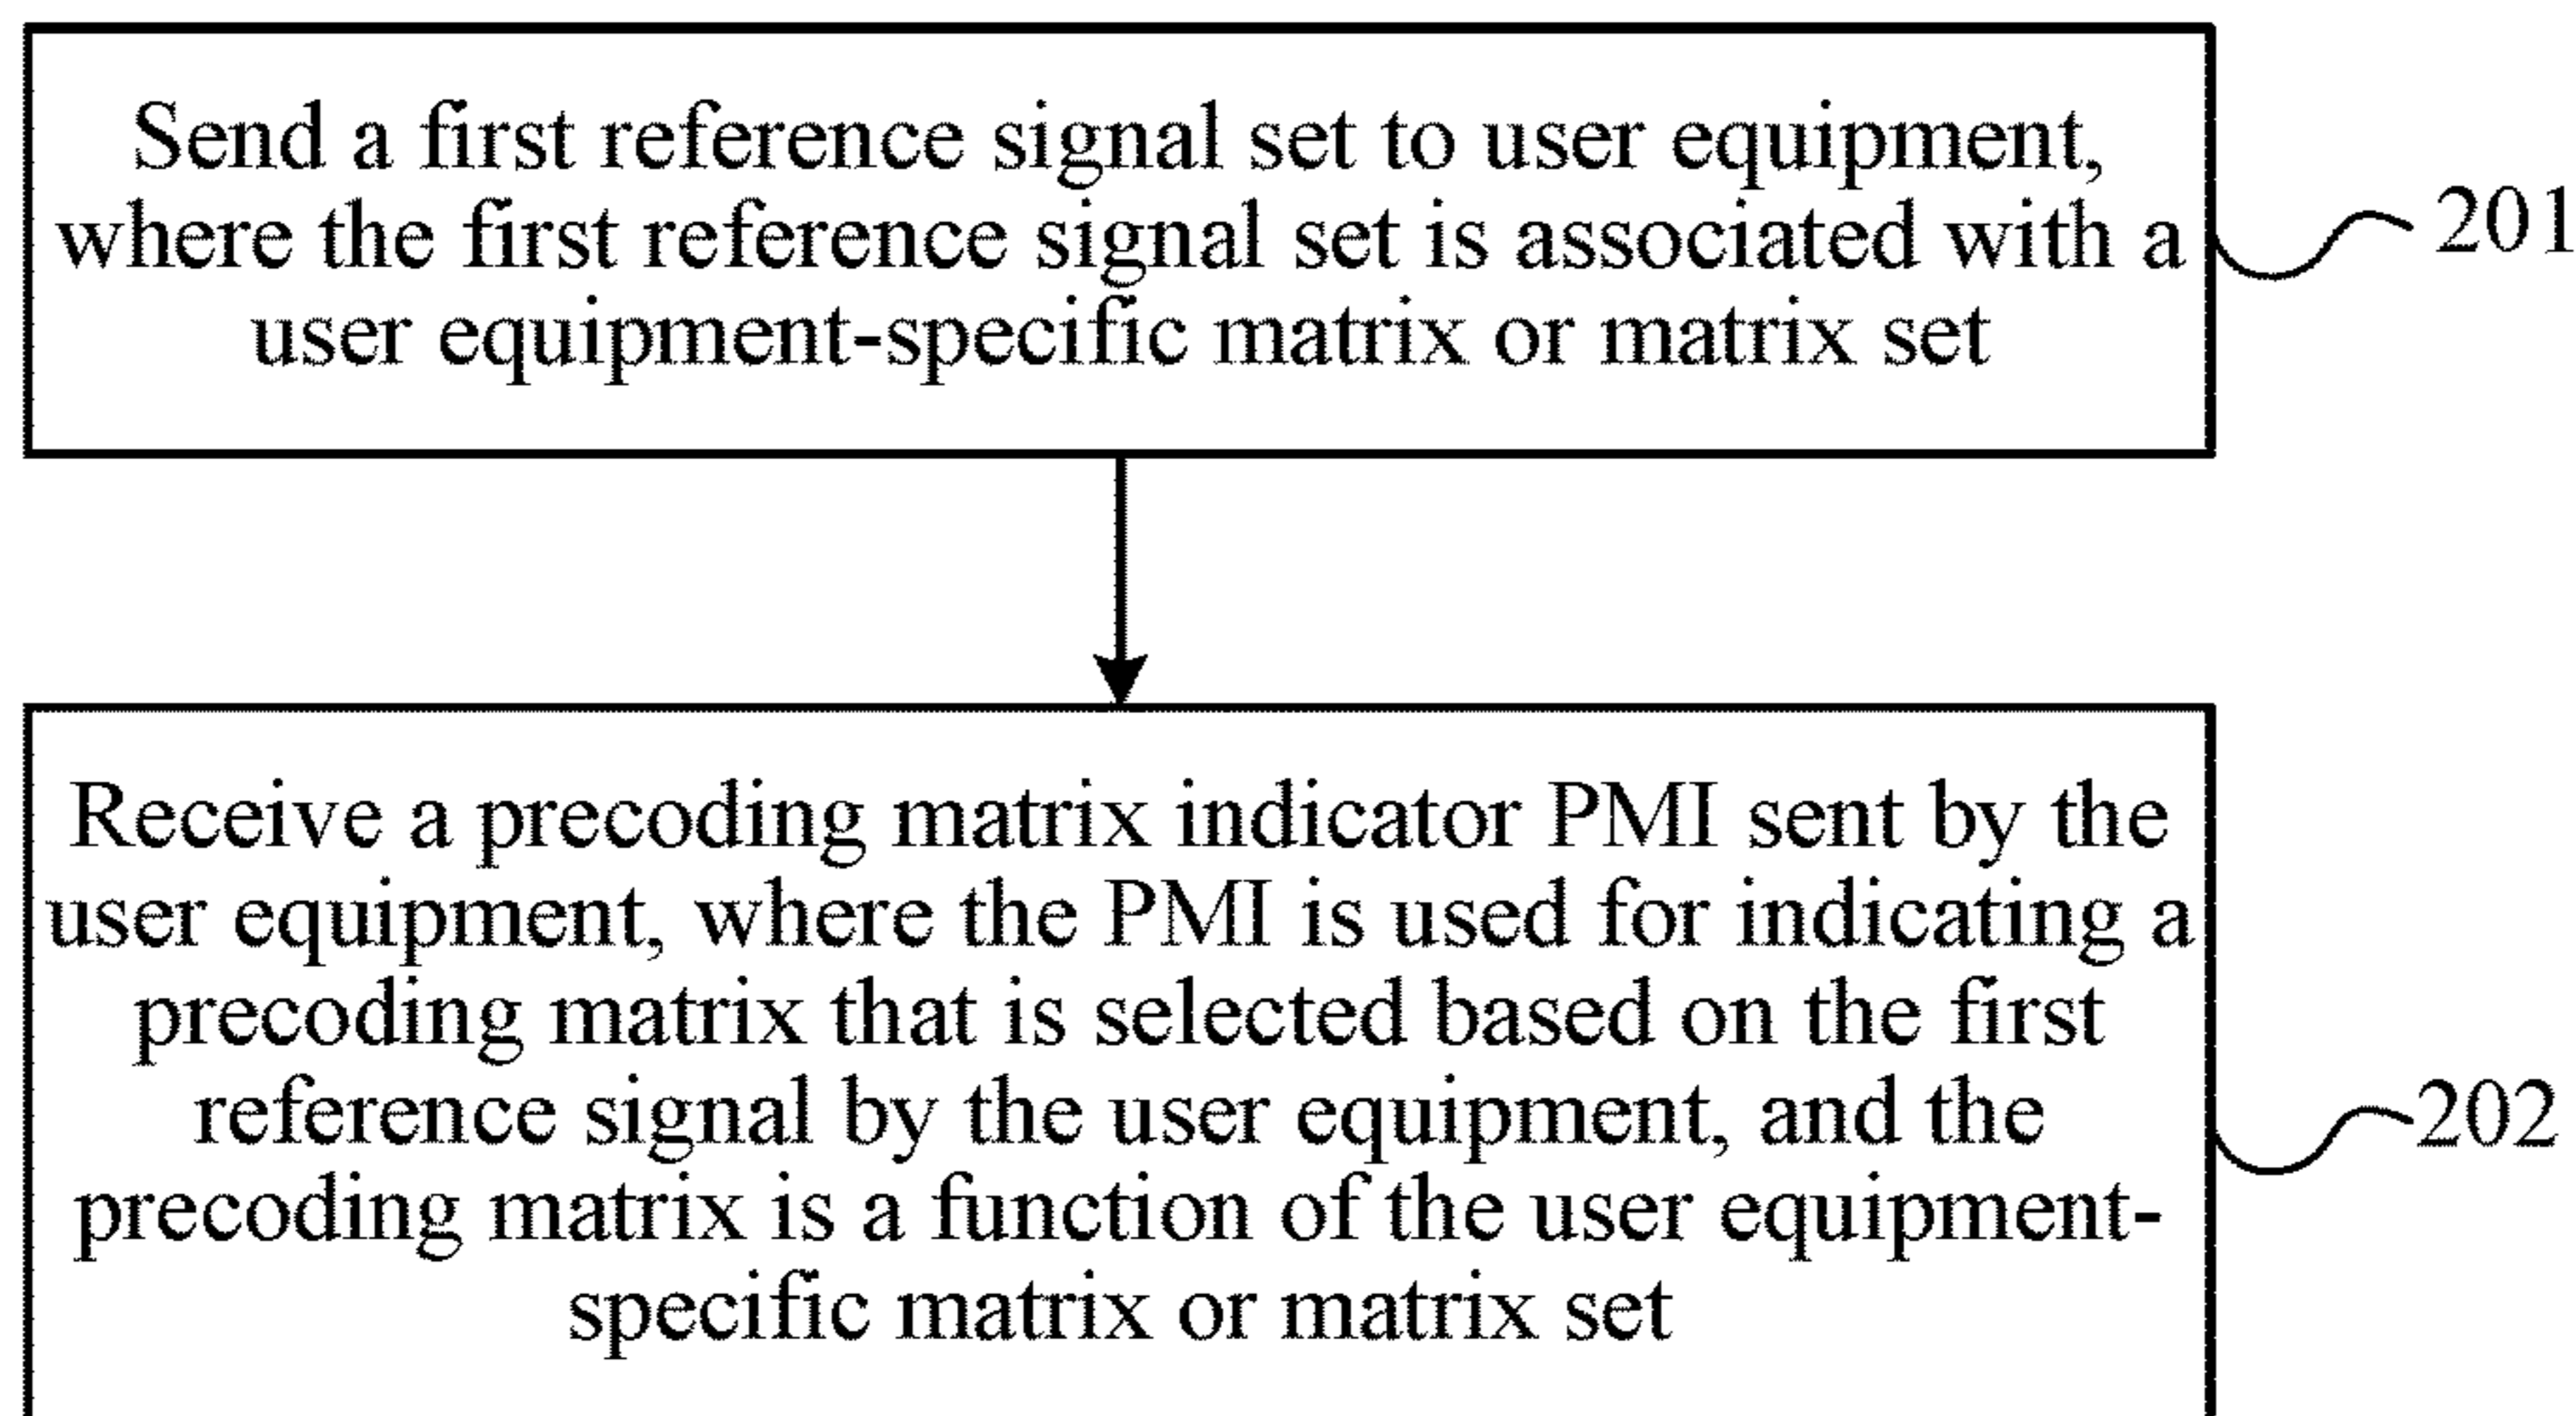 Send a first reference signal set to user equipment,
where the first reference signal set is associated with a
user equipment-specific matrix or matrix set
201
Receive a precoding matrix indicator PMI sent by the
user equipment, where the PMI is used for indicating a
precoding matrix that is selected based on the first
reference signal by the user equipment, and the
precoding matrix is a function of the user equipment-
specific matrix or matrix set
202